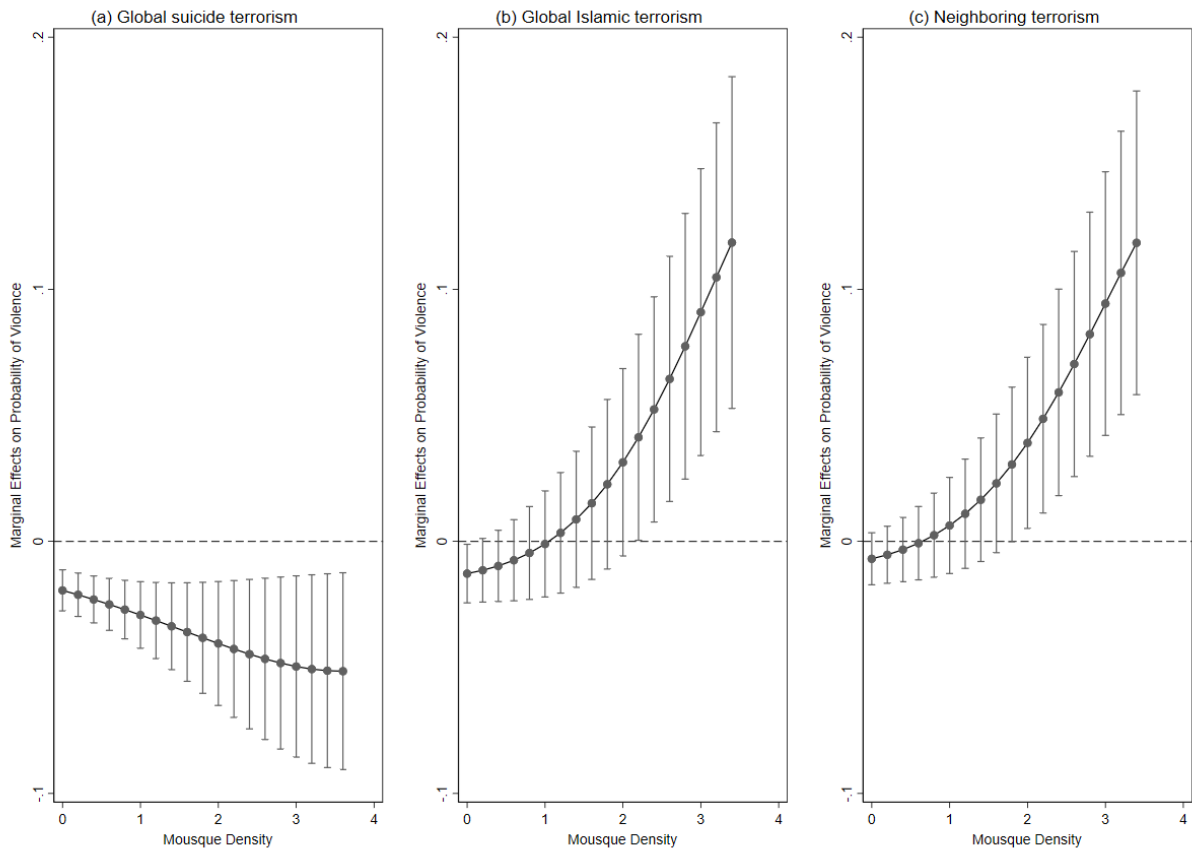 (a) Global suicide terrorism
.2
.1
0
-.1
Marginal Effects on Probability of Violence
0 1 2 3 4
Mousque Density
(b) Global Islamic terrorism
.2
.1
0
-.1
Marginal Effects on Probability of Violence
0 1 2 3 4
Mousque Density
(c) Neighboring terrorism
.2
.1
0
-.1
Marginal Effects on Probability of Violence
0 1 2 3 4
Mousque Density